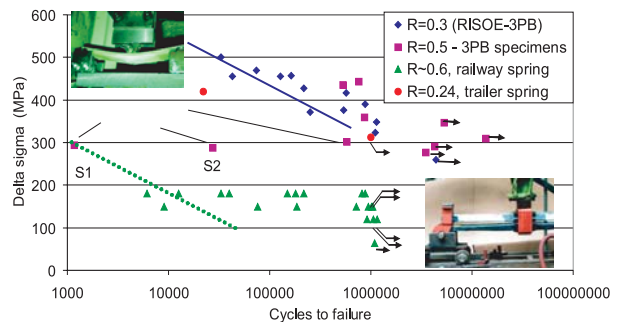 600
500
400
300
200
100
0
Delta sigma (MPa)
R=0.3 (RISOE-3PB)
R=0.5 - 3PB specimens
R~0.6, railway spring
R=0.24, trailer spring
S1
S2
1000 10000 100000 1000000 10000000 100000000
Cycles to failure